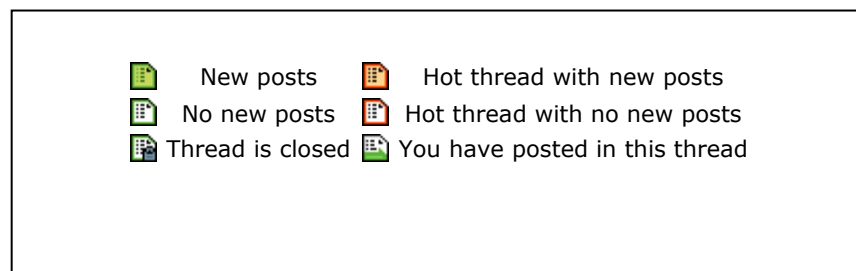 New posts Hot thread with new posts
No new posts Hot thread with no new posts
Thread is closed You have posted in this thread